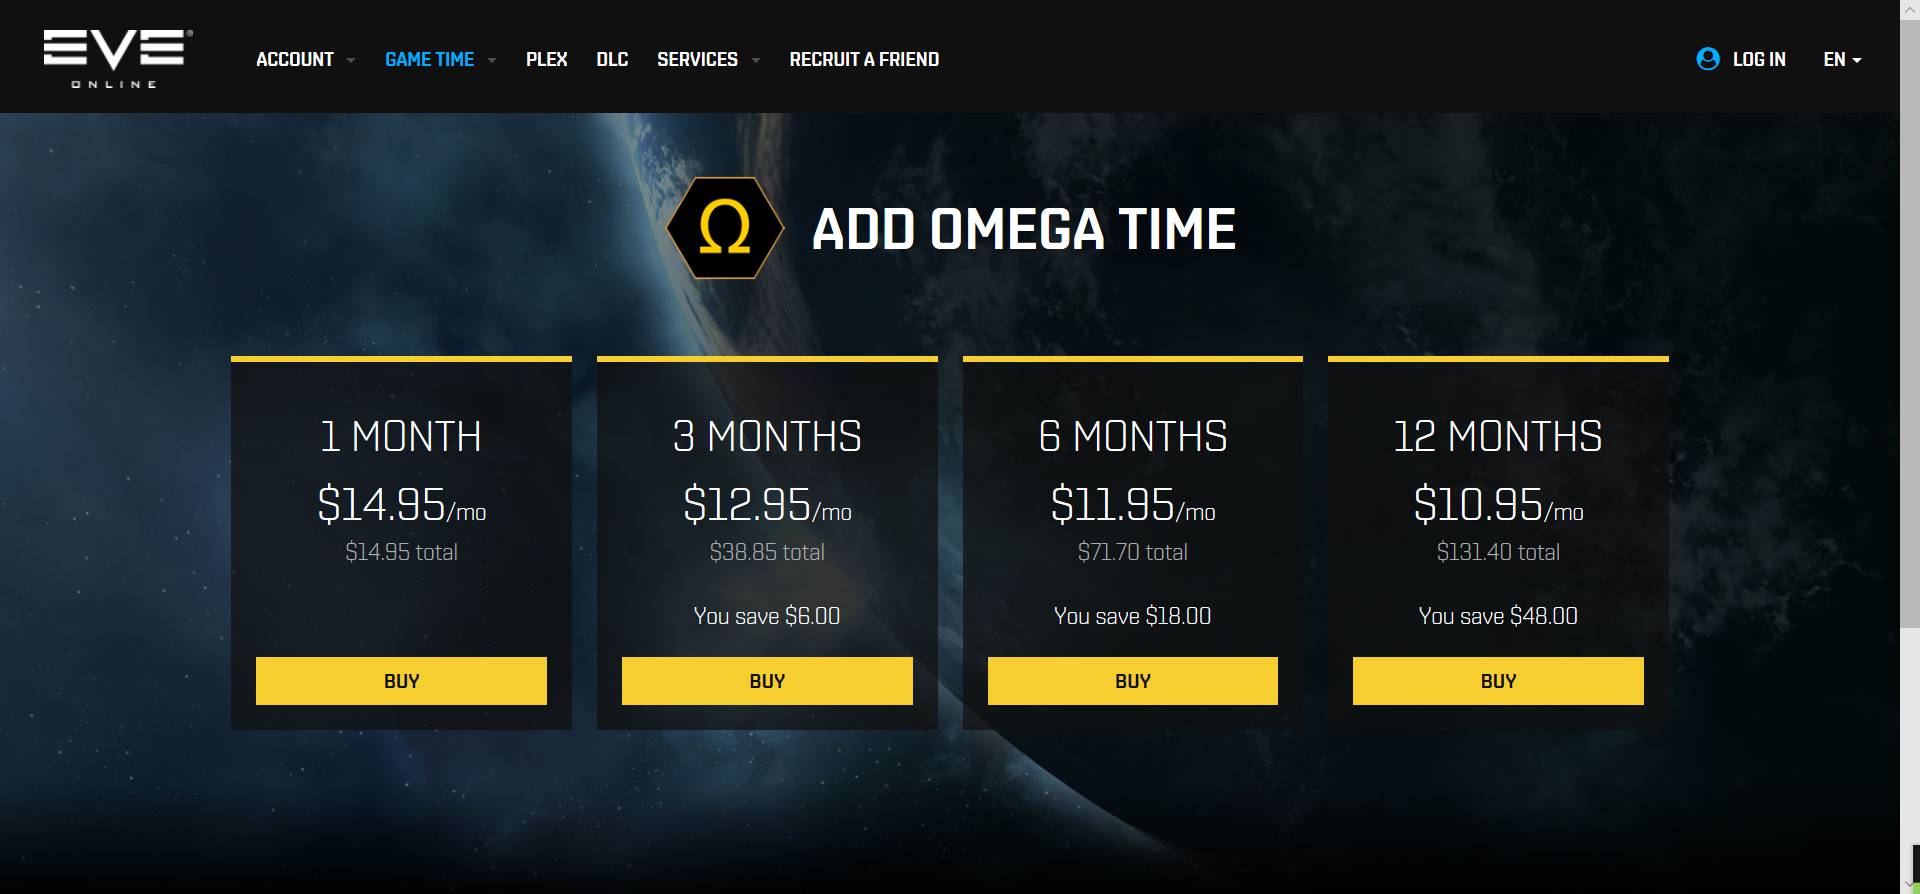 EVE®
ONLINE
ACCOUNT GAME TIME PLEX DLC SERVICES RECRUIT A FRIEND LOG IN EN
Ω ADD OMEGA TIME
1 MONTH
$14.95/mo
$14.95 total
BUY
3 MONTHS
$12.95/mo
$38.85 total
You save $6.00
BUY
6 MONTHS
$11.95/mo
$71.70 total
You save $18.00
BUY
12 MONTHS
$10.95/mo
$131.40 total
You save $48.00
BUY